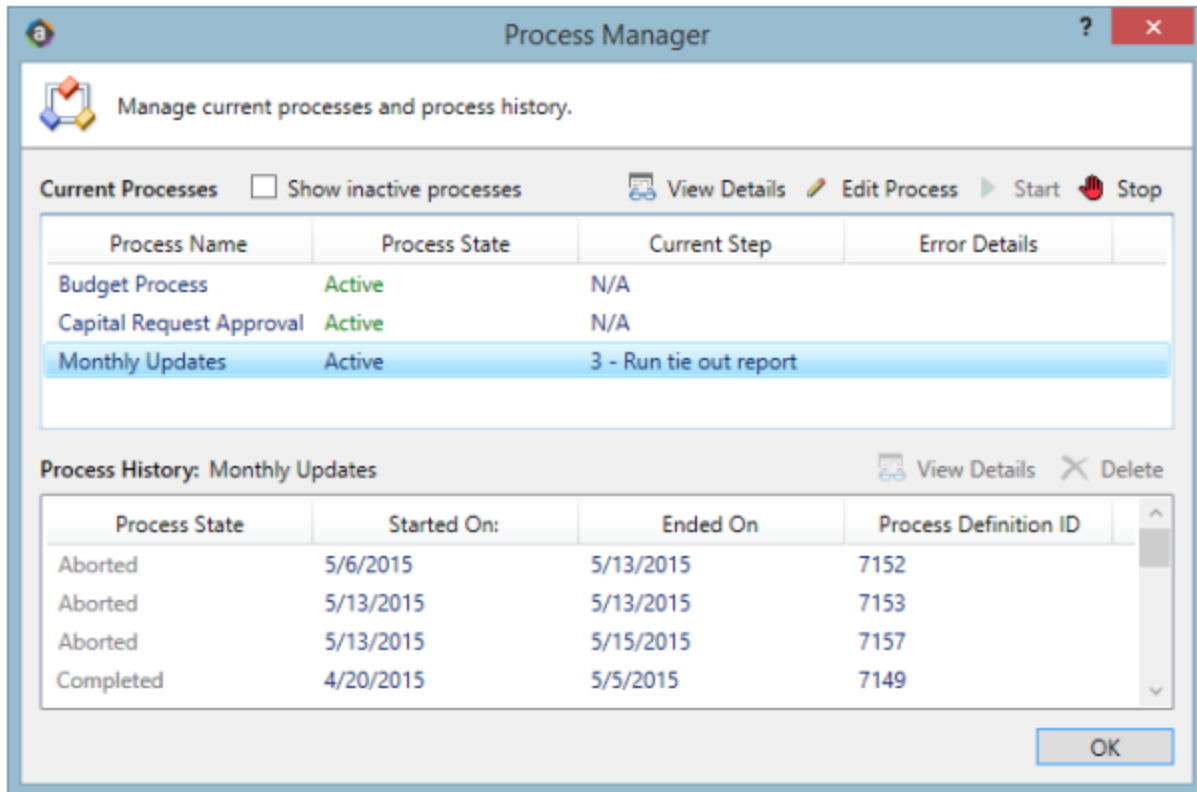 a Process Manager ? ×
Manage current processes and process history.
Current Processes Show inactive processes View Details Edit Process Start Stop
Process Name Process State Current Step Error Details
Budget Process Active N/A
Capital Request Approval Active N/A
Monthly Updates Active 3 - Run tie out report
Process History: Monthly Updates View Details Delete
Process State Started On: Ended On Process Definition ID
Aborted 5/6/2015 5/13/2015 7152
Aborted 5/13/2015 5/13/2015 7153
Aborted 5/13/2015 5/15/2015 7157
Completed 4/20/2015 5/5/2015 7149
OK